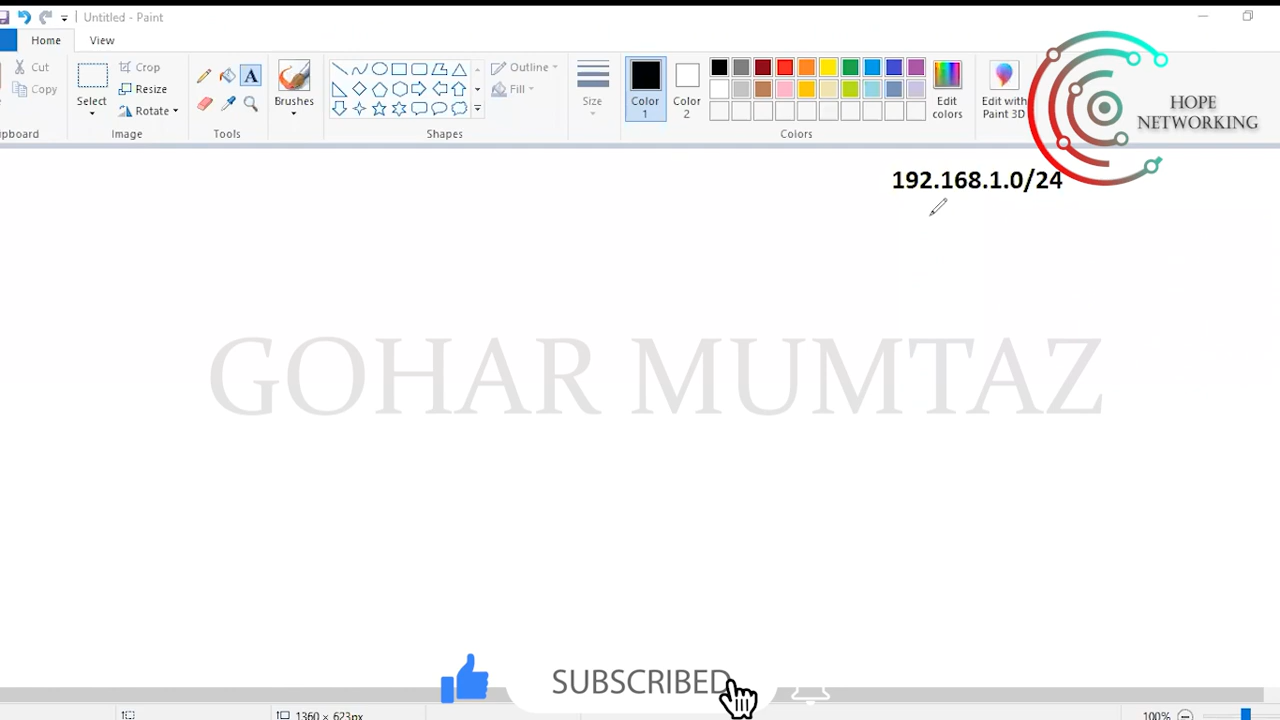 Untitled - Paint
Home
View
Cut
Copy
pboard
Select
Crop
Resize
Rotate
Image
A
Tools
Brushes
Shapes
Outline
Fill
Size
Color
1
Color
2
Colors
Edit
colors
Edit with
Paint 3D
HOPE
NETWORKING
192.168.1.0/24
GOHAR MUMTAZ
SUBSCRIBED
1360 × 623px
100%